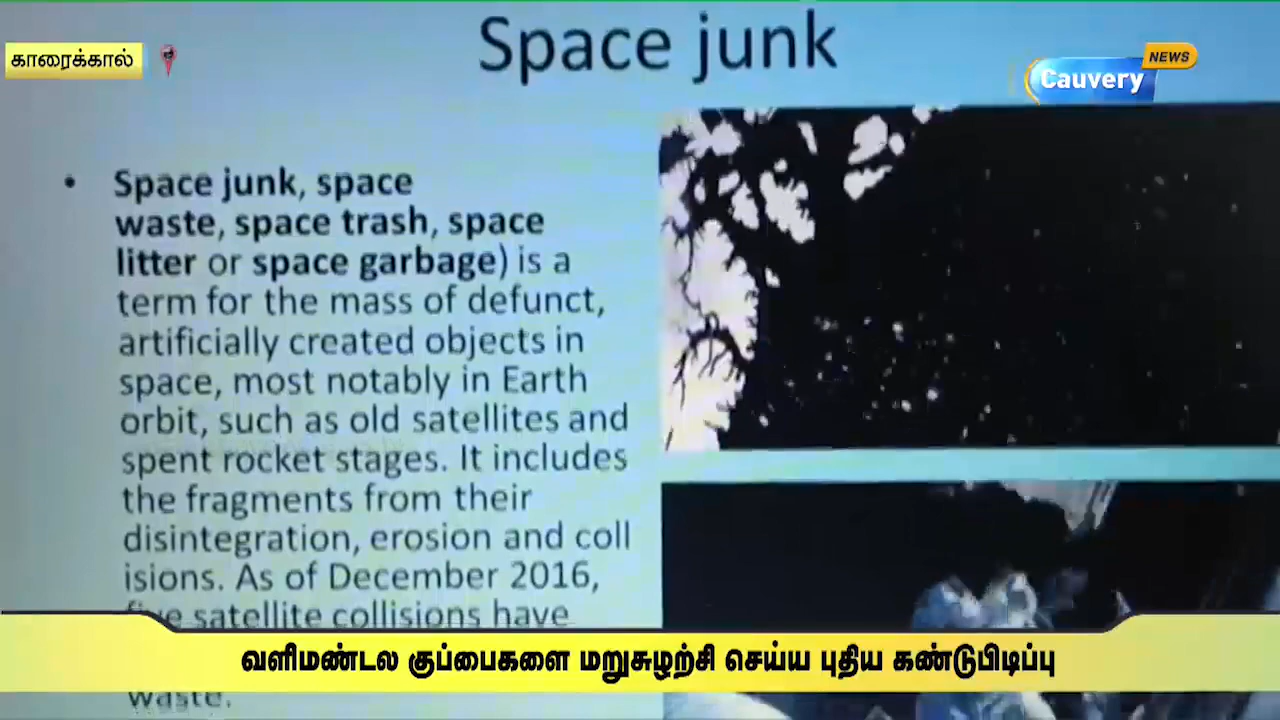 Space junk
காரைக்கால்
NEWS
Cauvery
• Space junk, space
waste, space trash, space
litter or space garbage) is a
term for the mass of defunct,
artificially created objects in
space, most notably in Earth
orbit, such as old satellites and
spent rocket stages. It includes
the fragments from their
disintegration, erosion and coll
isions. As of December 2016,
five satellite collisions have
வளிமண்டல குப்பைகளை மறுசுழற்சி செய்ய புதிய கண்டுபிடிப்பு
waste.